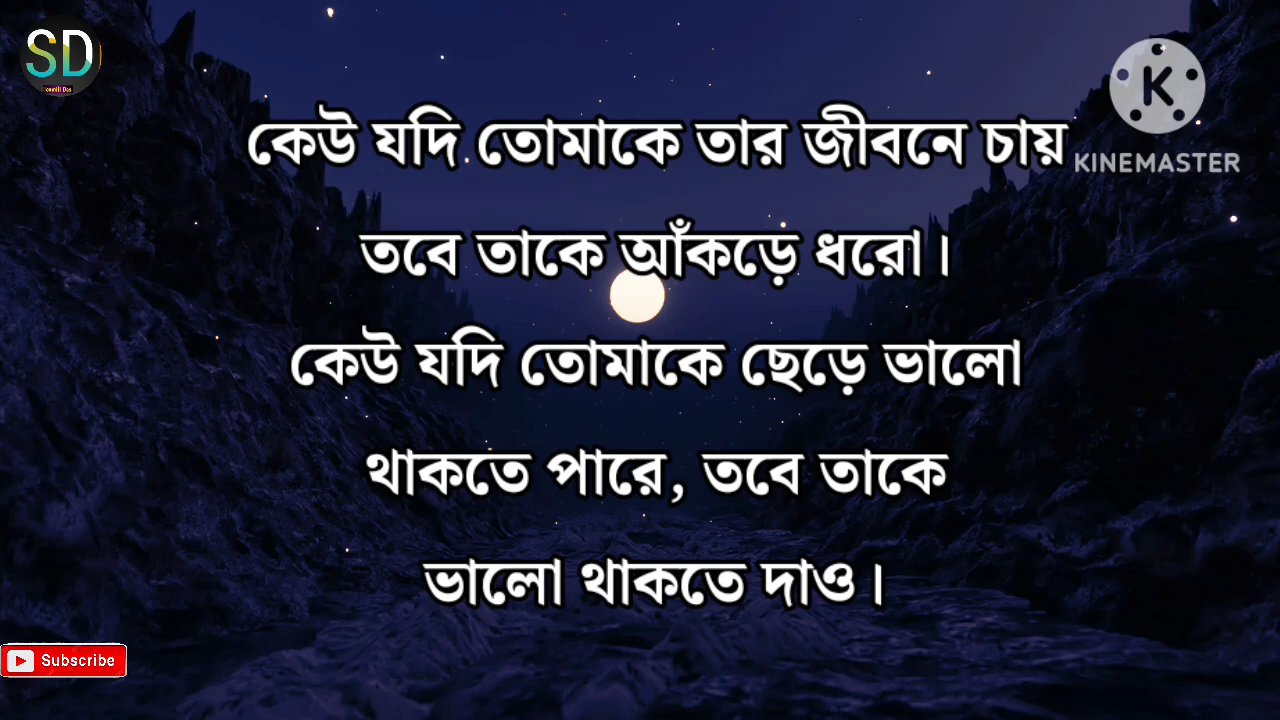 SD
কেউ যদি তোমাকে তার জীবনে চায়
KINEMASTER
তবে তাকে আঁকড়ে ধরো।
কেউ যদি তোমাকে ছেড়ে ভালো
থাকতে পারে, তবে তাকে
ভালো থাকতে দাও।
Subscribe